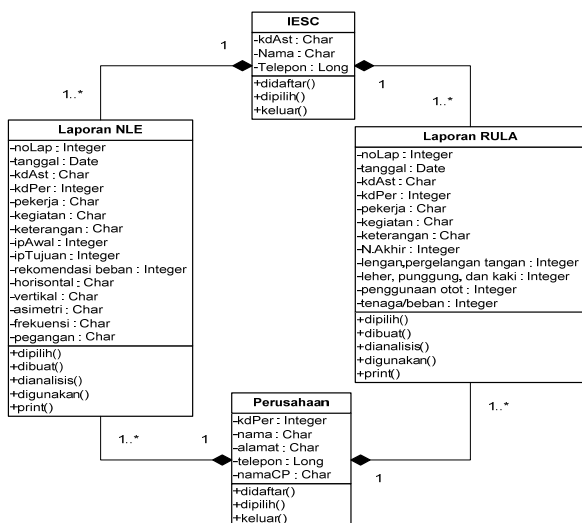 IESC
-kdAst : Char
-Nama : Char
-Telepon : Long
+didaftar()
+dipilih()
+keluar()
1
1
1..*
1..*
Laporan NLE
-noLap : Integer
-tanggal : Date
-kdAst : Char
-kdPer : Integer
-pekerja : Char
-kegiatan : Char
-keterangan : Char
-ipAwal : Integer
-ipTujuan : Integer
-rekomendasi beban : Integer
-horisontal : Char
-vertikal : Char
-asimetri : Char
-frekuensi : Char
-pegangan : Char
+dipilih()
+dibuat()
+dianalisis()
+digunakan()
+print()
Laporan RULA
-noLap : Integer
-tanggal : Date
-kdAst : Char
-kdPer : Integer
-pekerja : Char
-kegiatan : Char
-keterangan : Char
-N.Akhir : Integer
-lengan,pergelangan tangan : Integer
-leher, punggung, dan kaki : Integer
-penggunaan otot : Integer
-tenaga/beban : Integer
+dipilih()
+dibuat()
+dianalisis()
+digunakan()
+print()
1..*
1
1..*
1
Perusahaan
-kdPer : Integer
-nama : Char
-alamat : Char
-telepon : Long
-namaCP : Char
+didaftar()
+dipilih()
+keluar()